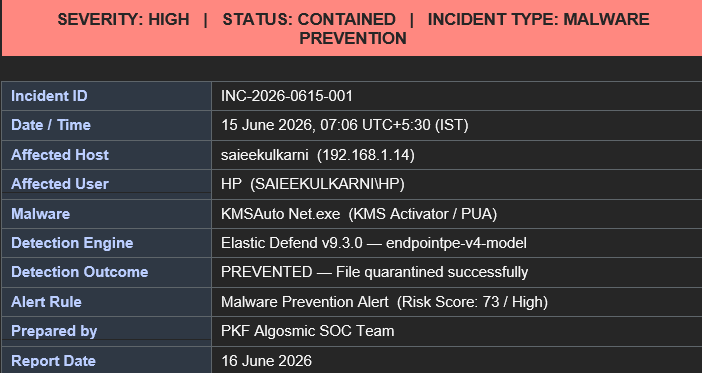 SEVERITY: HIGH | STATUS: CONTAINED | INCIDENT TYPE: MALWARE
PREVENTION
Incident ID INC-2026-0615-001
Date / Time 15 June 2026, 07:06 UTC+5:30 (IST)
Affected Host saieekulkarni (192.168.1.14)
Affected User HP (SAIEEKULKARNI\HP)
Malware KMSAuto Net.exe (KMS Activator / PUA)
Detection Engine Elastic Defend v9.3.0 — endpointpe-v4-model
Detection Outcome PREVENTED — File quarantined successfully
Alert Rule Malware Prevention Alert (Risk Score: 73 / High)
Prepared by PKF Algosmic SOC Team
Report Date 16 June 2026